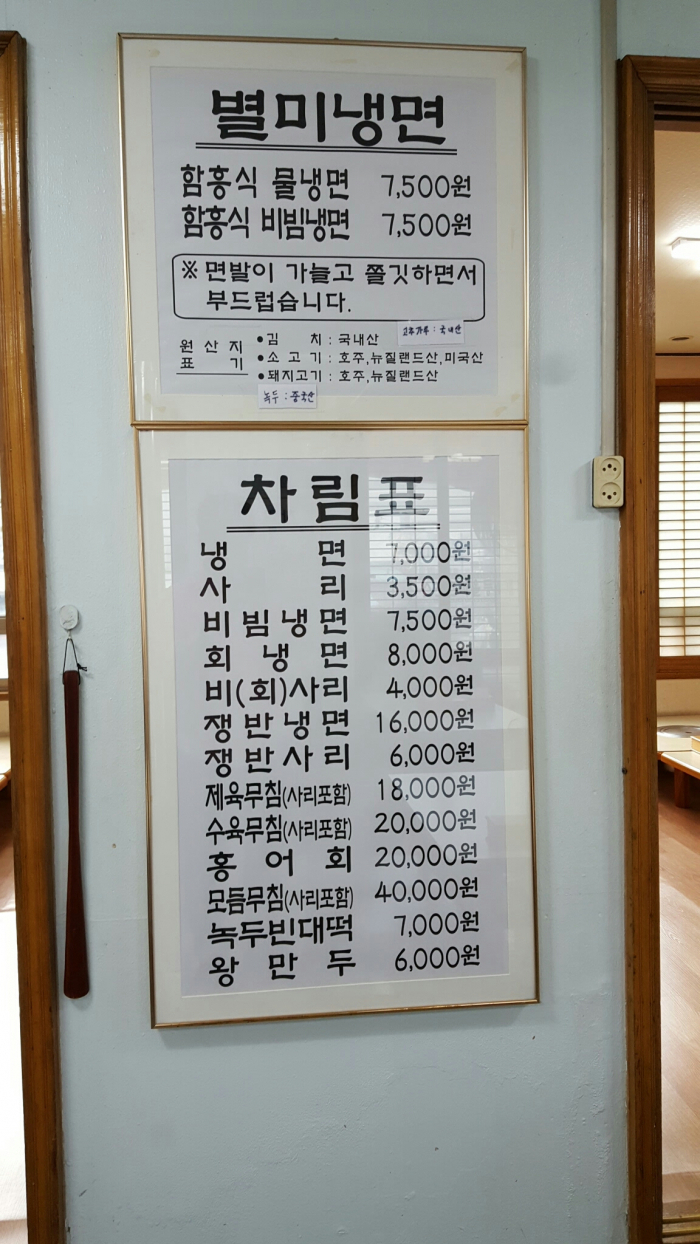 별미냉면
함흥식 물냉면 7,500원
함흥식 비빔냉면 7,500원
※ 면발이 가늘고 쫄깃하면서
부드럽습니다.
원산지
표기
• 김 치 : 국내산
고추가루 : 국내산
• 소고기 : 호주,뉴질랜드산,미국산
• 돼지고기 : 호주,뉴질랜드산
녹두 : 중국산
차림표
냉 면 7,000원
사 리 3,500원
비빔냉면 7,500원
회 냉 면 8,000원
비(회)사리 4,000원
쟁반냉면 16,000원
쟁반사리 6,000원
제육무침(사리포함) 18,000원
수육무침(사리포함) 20,000원
홍 어 회 20,000원
모듬무침(사리포함) 40,000원
녹두빈대떡 7,000원
왕 만 두 6,000원